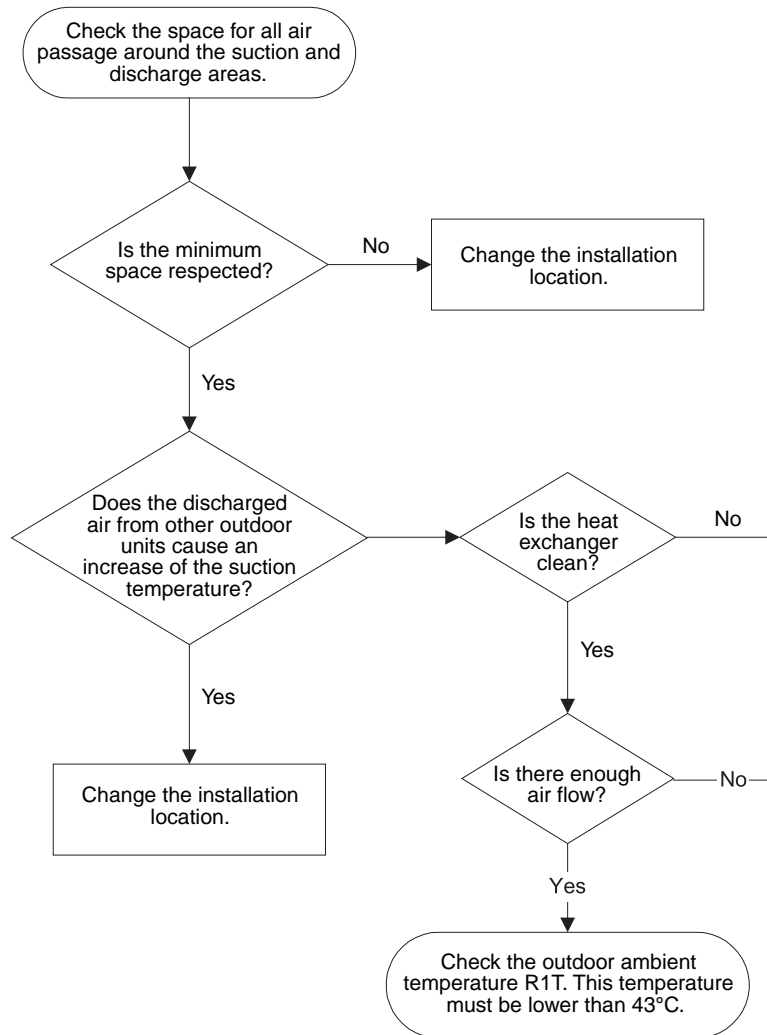 Check the space for all air
passage around the suction and
discharge areas.
Is the minimum
space respected?
No
Change the installation
location.
Yes
Does the discharged
air from other outdoor
units cause an
increase of the suction
temperature?
Is the heat
exchanger
clean?
No
Yes
Yes
Change the installation
location.
Is there enough
air flow?
No
Yes
Check the outdoor ambient
temperature R1T. This temperature
must be lower than 43°C.